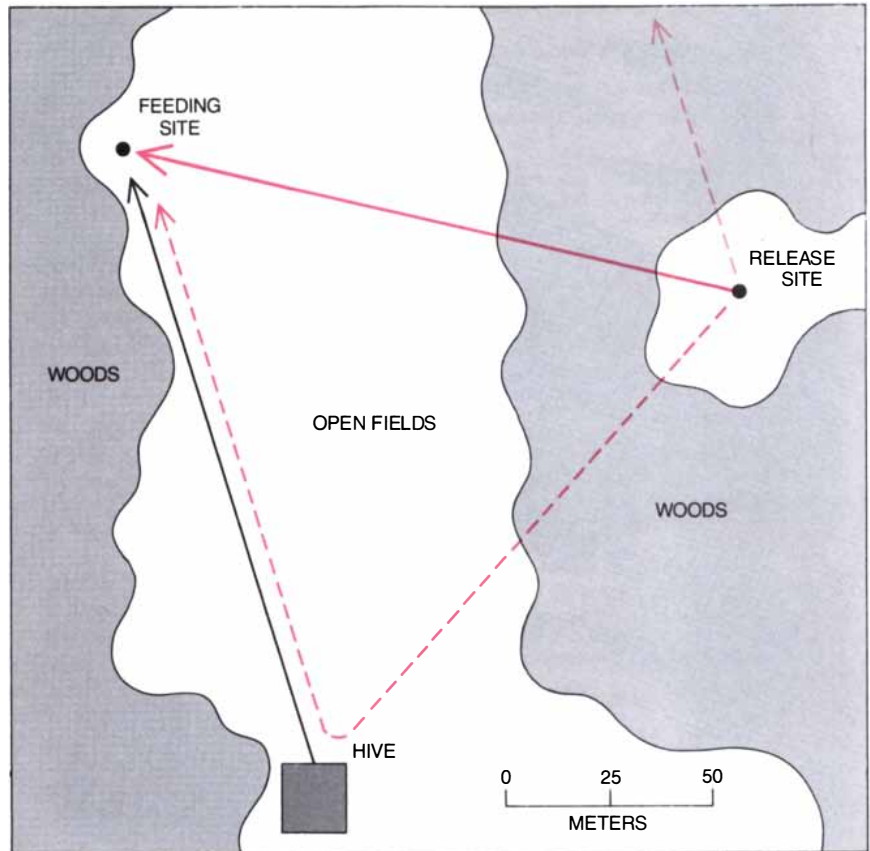 FEEDING
SITE
RELEASE
SITE
WOODS
OPEN FIELDS
WOODS
HIVE
0 25 50
METERS